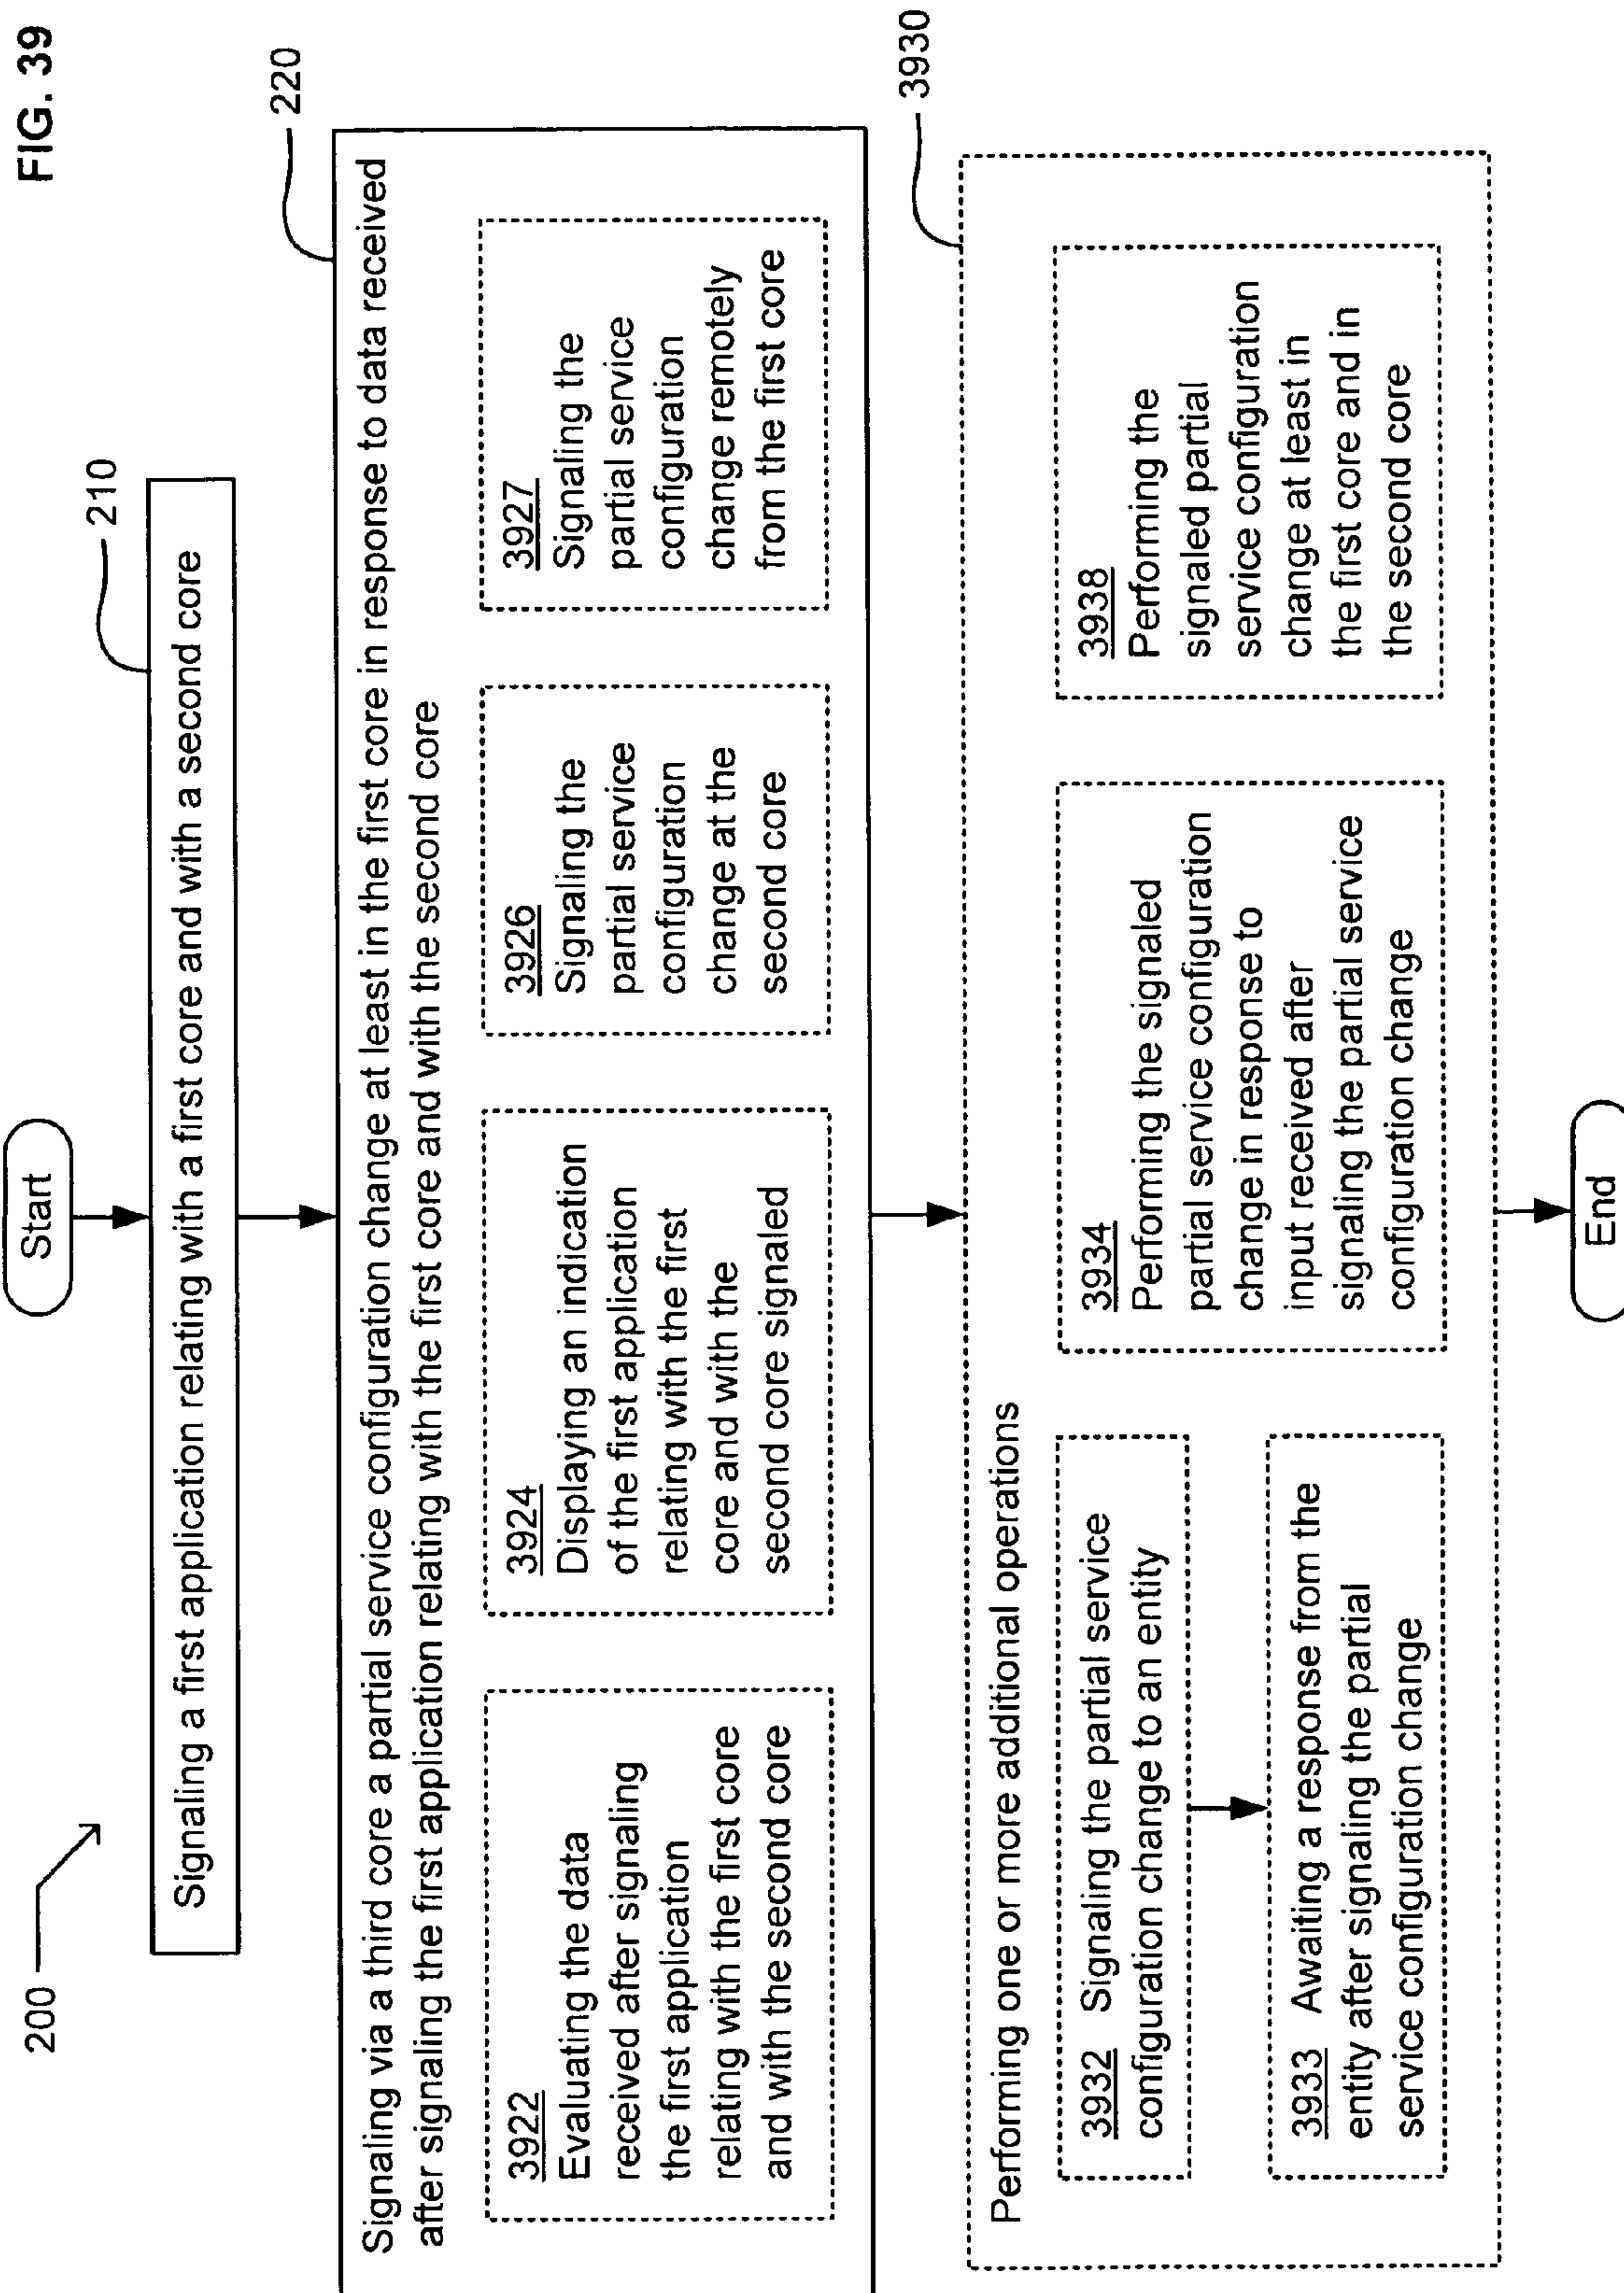 FIG. 39
200
Start
210
Signaling a first application relating with a first core and with a second core
220
Signaling via a third core a partial service configuration change at least in the first core in response to data received
after signaling the first application relating with the first core and with the second core
3922
Evaluating the data
received after signaling
the first application
relating with the first core
and with the second core
3924
Displaying an indication
of the first application
relating with the first
core and with the
second core signaled
3926
Signaling the
partial service
configuration
change at the
second core
3927
Signaling the
partial service
configuration
change remotely
from the first core
3930
Performing one or more additional operations
3932 Signaling the partial service
configuration change to an entity
3933 Awaiting a response from the
entity after signaling the partial
service configuration change
3934
Performing the signaled
partial service configuration
change in response to
input received after
signaling the partial service
configuration change
3938
Performing the
signaled partial
service configuration
change at least in
the first core and in
the second core
End